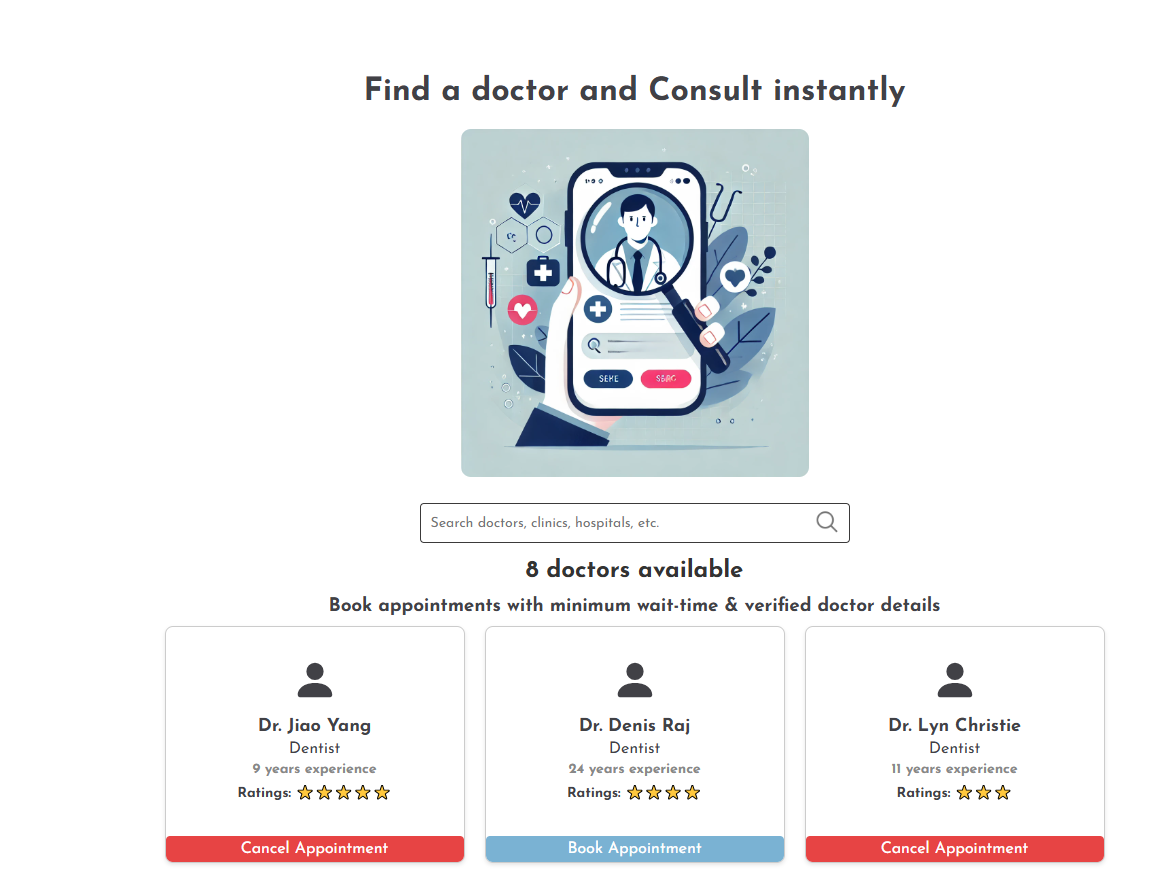 Find a doctor and Consult instantly
Search doctors, clinics, hospitals, etc.
8 doctors available
Book appointments with minimum wait-time & verified doctor details
Dr. Jiao Yang
Dentist
9 years experience
Ratings:
Cancel Appointment
Dr. Denis Raj
Dentist
24 years experience
Ratings:
Book Appointment
Dr. Lyn Christie
Dentist
11 years experience
Ratings:
Cancel Appointment